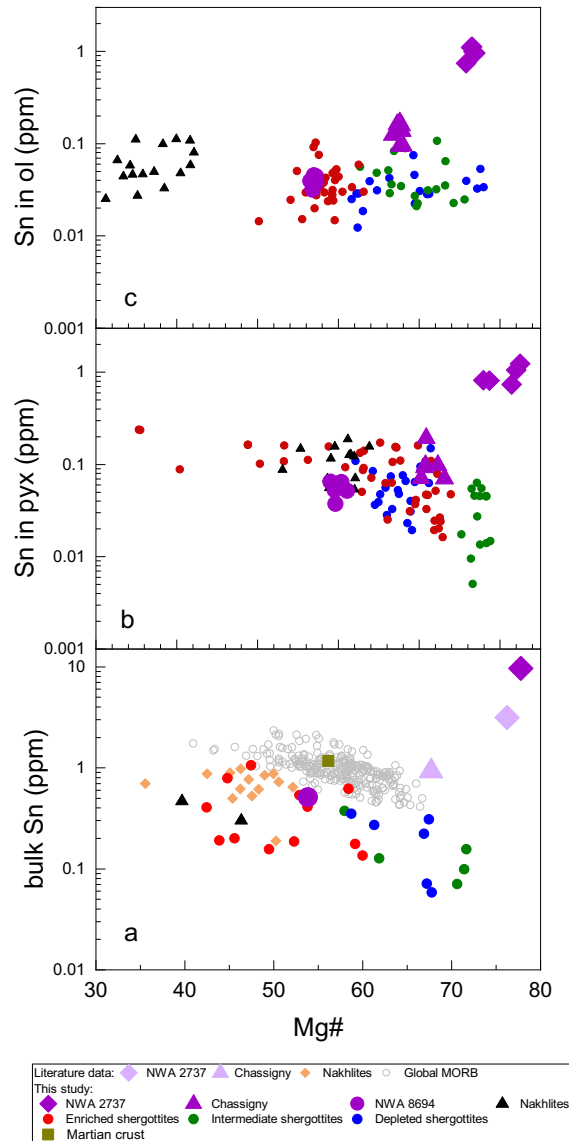 1
0.1
0.01
0.001
Sn in ol (ppm)
c
1
0.1
0.01
0.001
Sn in pyx (ppm)
b
10
1
0.1
0.01
bulk Sn (ppm)
a
30 40 50 60 70 80
Mg#
Literature data: NWA 2737 Chassigny Nakhlites Global MORB
This study:
NWA 2737 Chassigny NWA 8694 Nakhlites
Enriched shergottites Intermediate shergottites Depleted shergottites
Martian crust